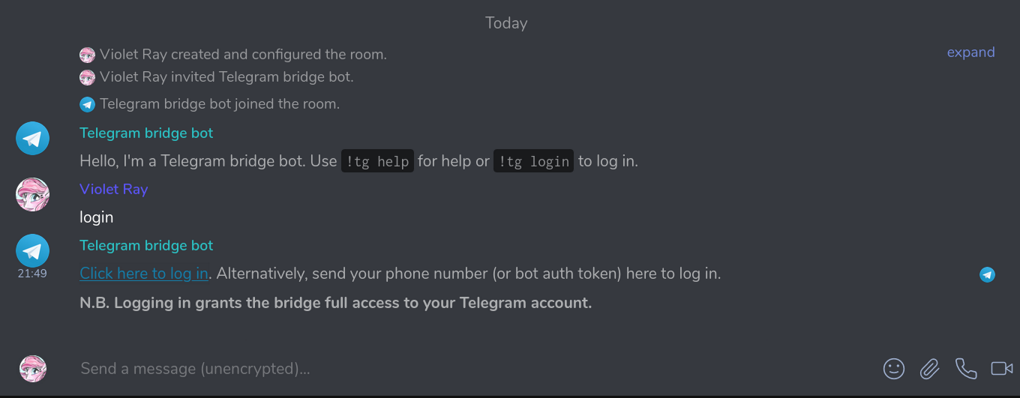 Today
Violet Ray created and configured the room.
expand
Violet Ray invited Telegram bridge bot.
Telegram bridge bot joined the room.
Telegram bridge bot
Hello, I'm a Telegram bridge bot. Use !tg help for help or !tg login to log in.
Violet Ray
login
Telegram bridge bot
21:49
Click here to log in. Alternatively, send your phone number (or bot auth token) here to log in.
N.B. Logging in grants the bridge full access to your Telegram account.
Send a message (unencrypted)...